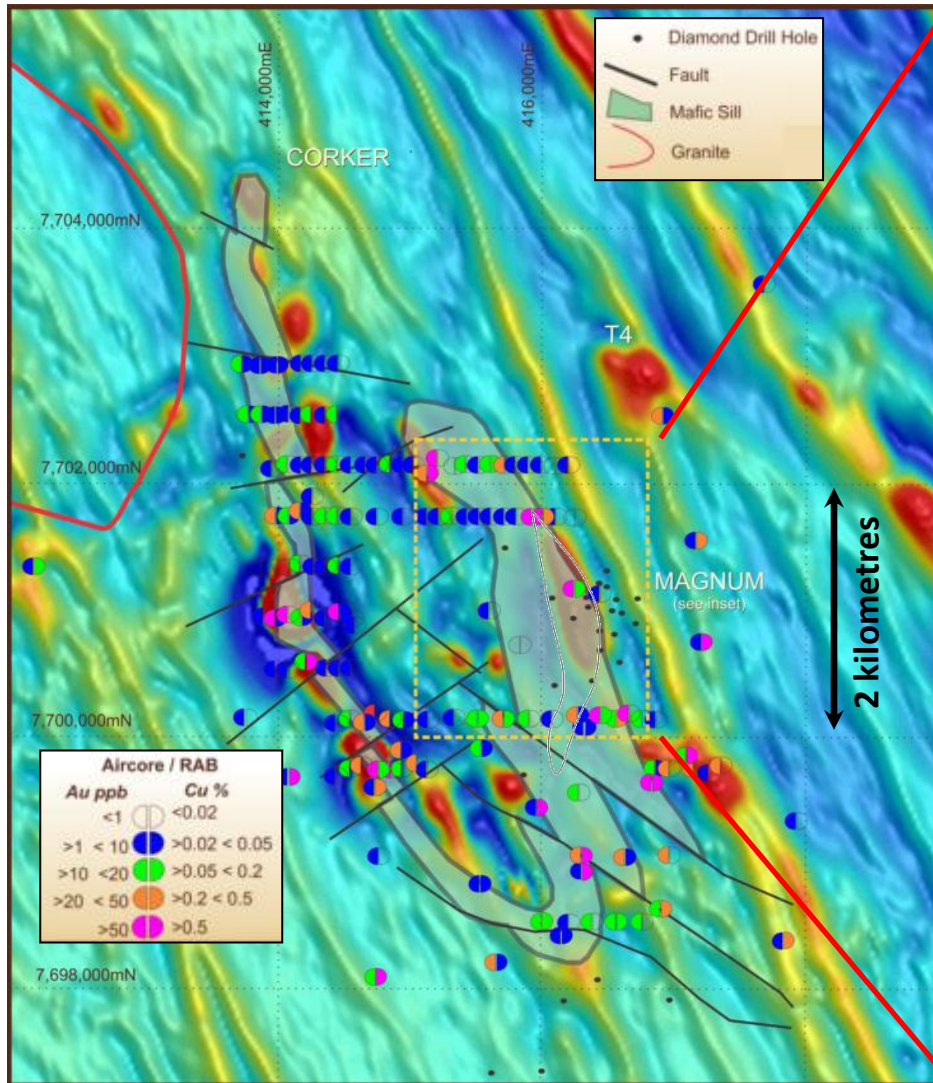 Diamond Drill Hole
Fault
Mafic Sill
Granite
414,000mE
416,000mE
CORKER
7,704,000mN
T4
7,702,000mN
MAGNUM
(see inset)
2 kilometres
7,700,000mN
Aircore / RAB
Au ppb Cu %
<1 <0.02
>1 < 10 >0.02 < 0.05
>10 <20 >0.05 < 0.2
>20 < 50 >0.2 < 0.5
>50 >0.5
7,698,000mN